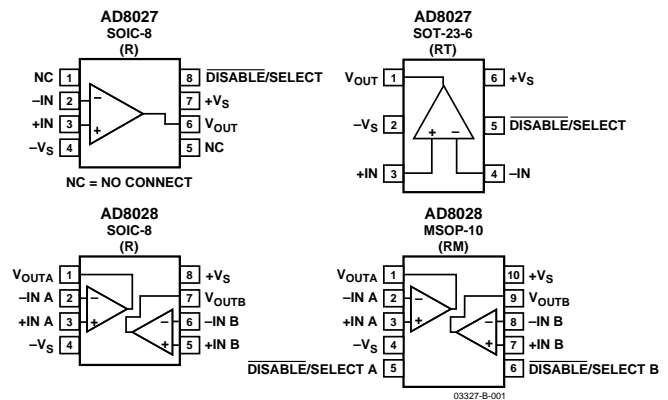 AD8027
SOIC-8
(R)
NC 1
–IN 2
+IN 3
–VS 4
8 DISABLE/SELECT
7 +VS
6 VOUT
5 NC
– +
NC = NO CONNECT
AD8027
SOT-23-6
(RT)
VOUT 1
–VS 2
+IN 3
6 +VS
5 DISABLE/SELECT
4 –IN
+ –
AD8028
SOIC-8
(R)
VOUTA 1
–IN A 2
+IN A 3
–VS 4
8 +VS
7 VOUTB
6 –IN B
5 +IN B
– + – +
AD8028
MSOP-10
(RM)
VOUTA 1
–IN A 2
+IN A 3
–VS 4
DISABLE/SELECT A 5
10 +VS
9 VOUTB
8 –IN B
7 +IN B
6 DISABLE/SELECT B
– + – +
03327-B-001